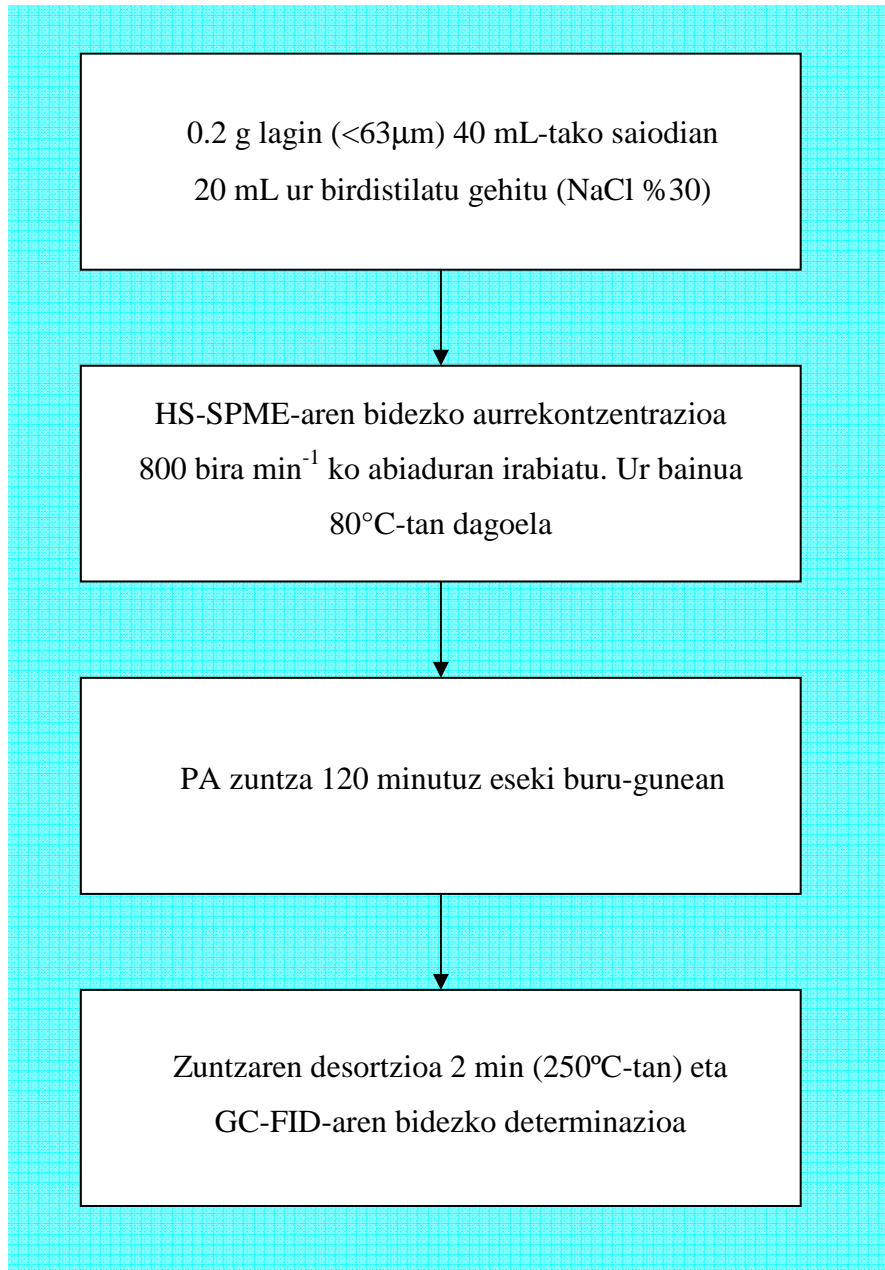 0.2 g lagin (<63μm) 40 mL-tako saiodian
20 mL ur birdistilatu gehitu (NaCl %30)
HS-SPME-aren bidezko aurrekontzentrazioa
800 bira min⁻¹ ko abiaduran irabiatu. Ur bainua
80°C-tan dagoela
PA zuntza 120 minutuz eseki buru-gunean
Zuntzaren desortzioa 2 min (250ºC-tan) eta
GC-FID-aren bidezko determinazioa